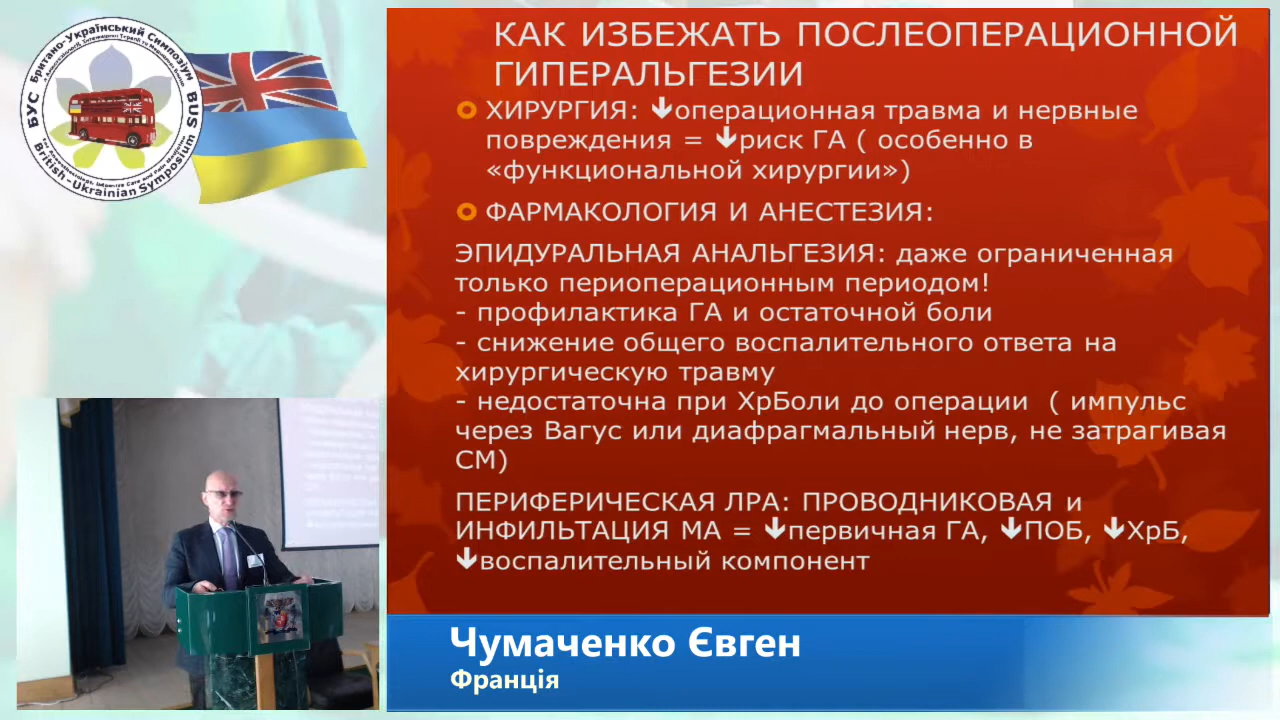 Британо-Український Симпозіум
БУС
BUS
British-Ukrainian Symposium
КАК ИЗБЕЖАТЬ ПОСЛЕОПЕРАЦИОННОЙ
ГИПЕРАЛЬГЕЗИИ
ХИРУРГИЯ: 🡇операционная травма и нервные
повреждения = 🡇риск ГА ( особенно в
«функциональной хирургии»)
ФАРМАКОЛОГИЯ И АНЕСТЕЗИЯ:
ЭПИДУРАЛЬНАЯ АНАЛЬГЕЗИЯ: даже ограниченная
только периоперационным периодом!
- профилактика ГА и остаточной боли
- снижение общего воспалительного ответа на
хирургическую травму
- недостаточна при ХрБоли до операции ( импульс
через Вагус или диафрагмальный нерв, не затрагивая
СМ)
ПЕРИФЕРИЧЕСКАЯ ЛРА: ПРОВОДНИКОВАЯ и
ИНФИЛЬТАЦИЯ МА = 🡇первичная ГА, 🡇ПОБ, 🡇ХрБ,
🡇воспалительный компонент
Чумаченко Євген
Франція